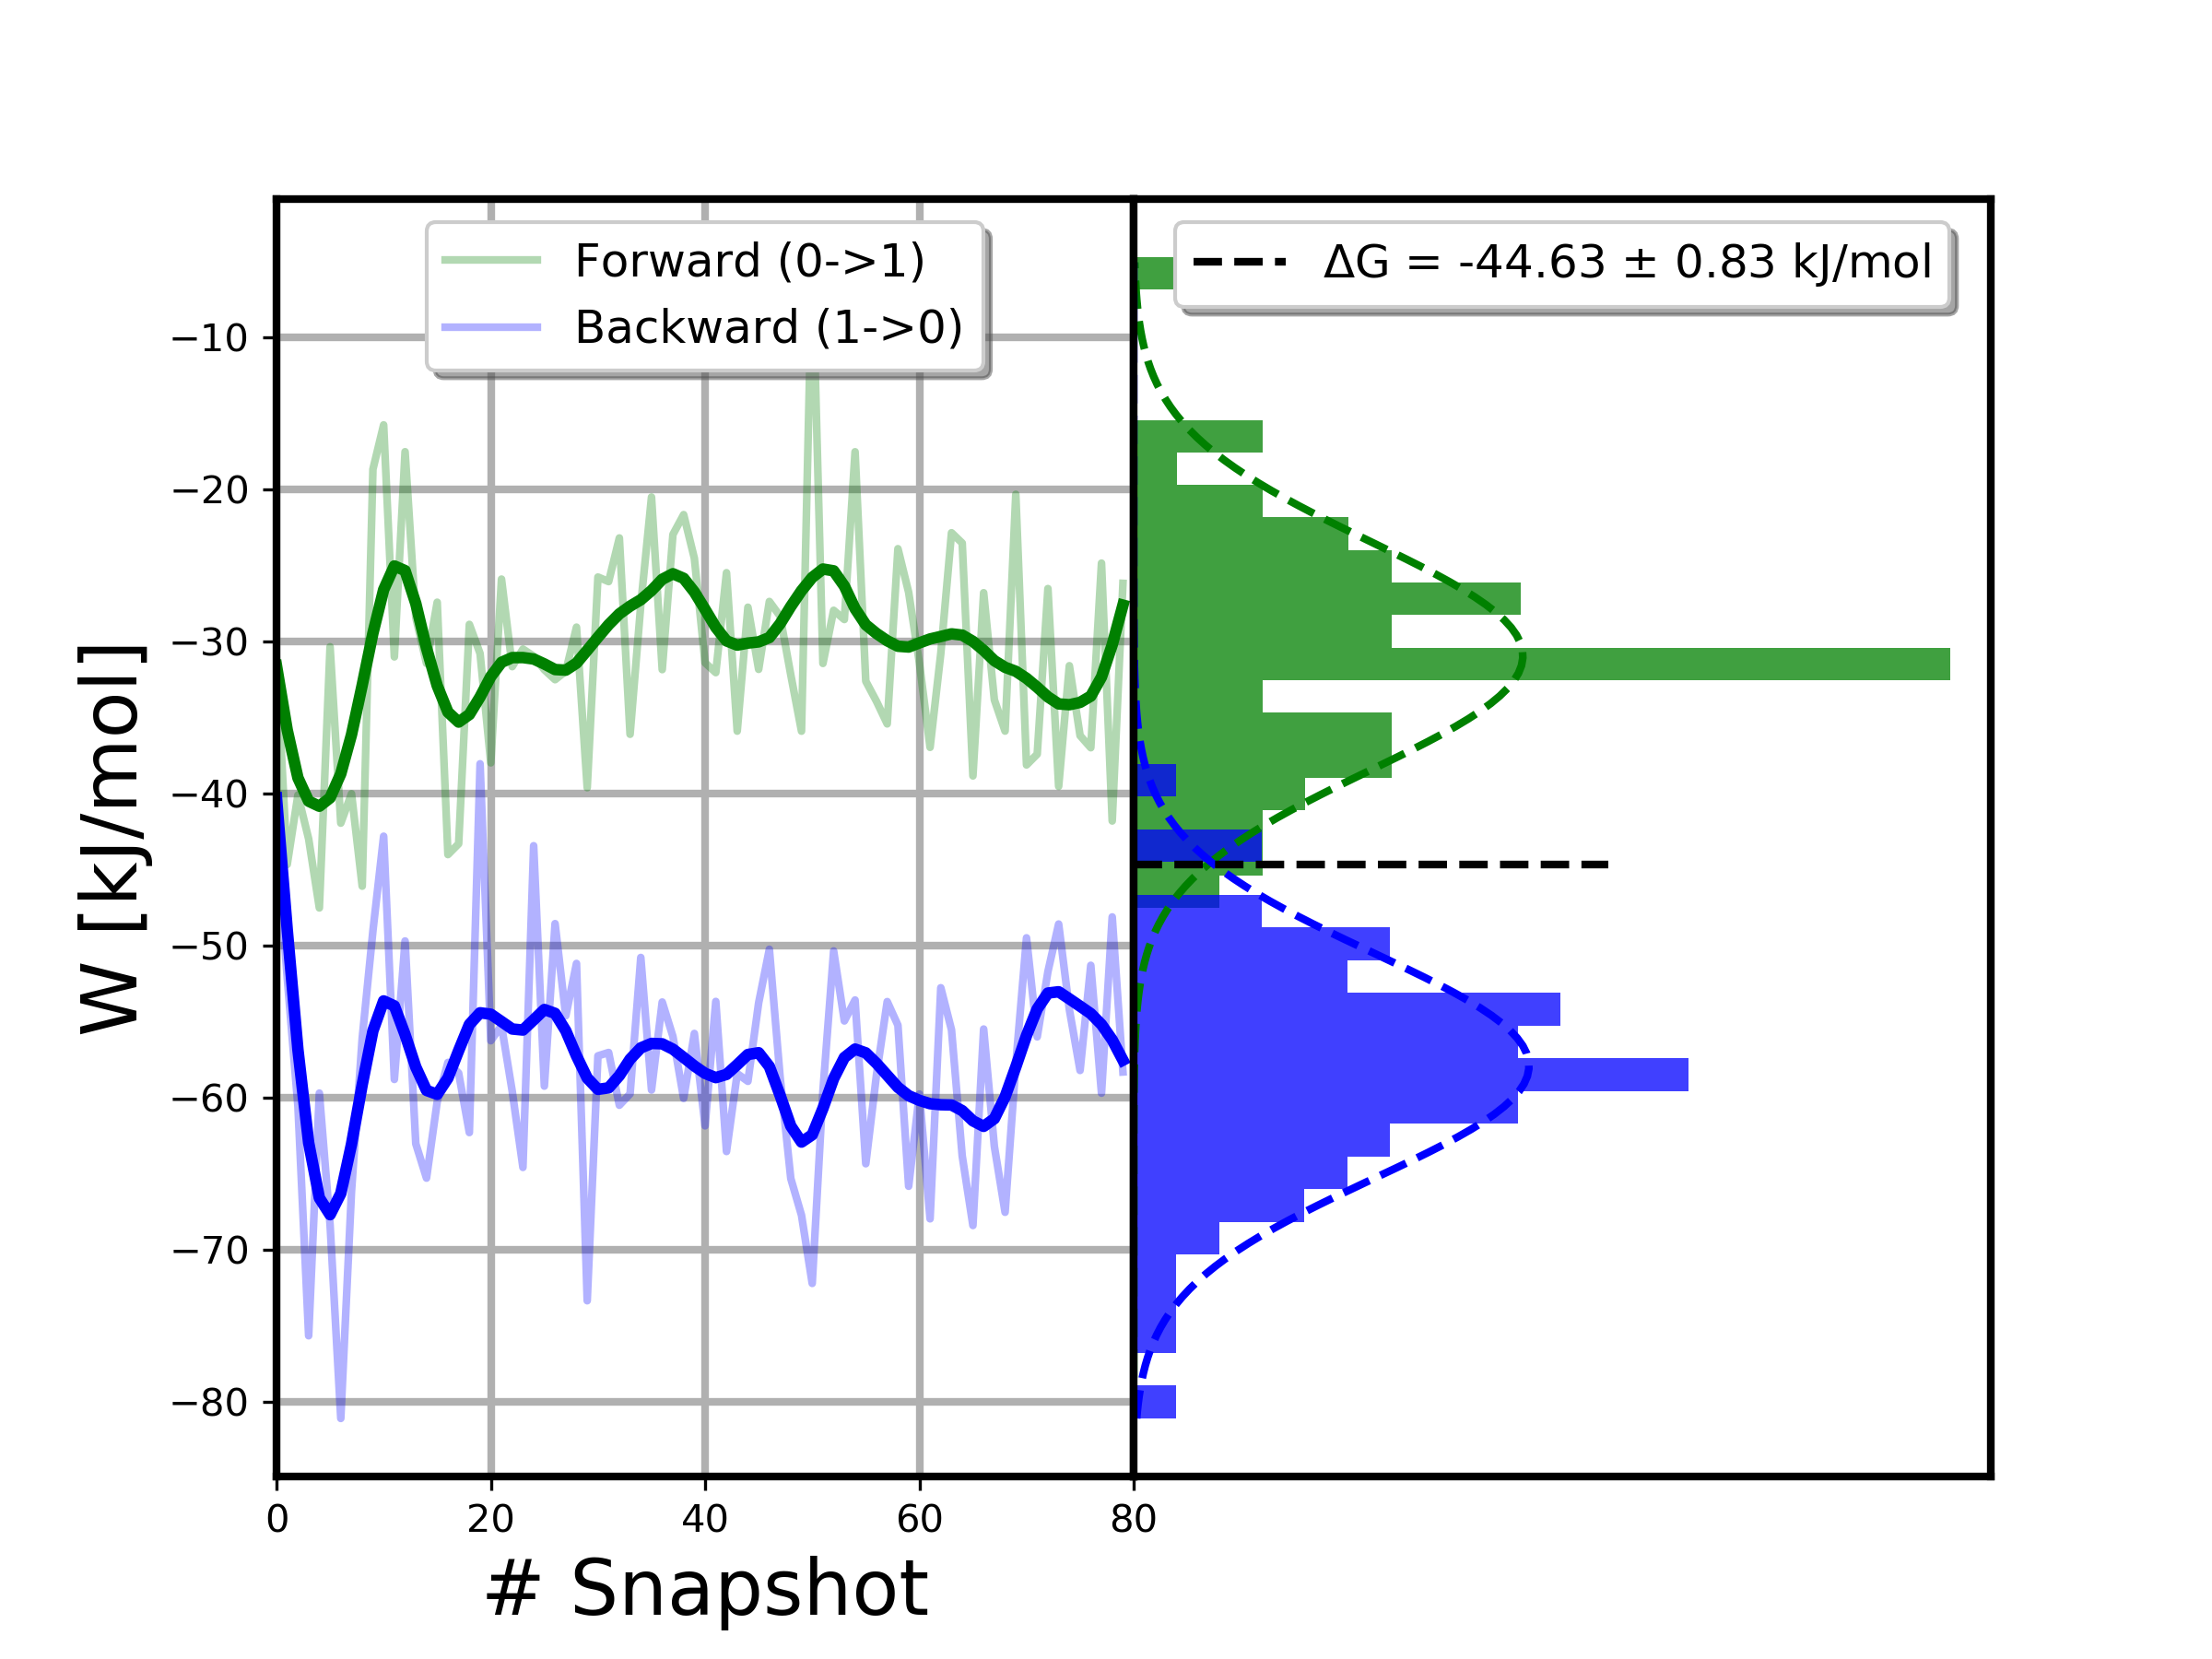 Forward (0->1)
Backward (1->0)
ΔG = -44.63 ± 0.83 kJ/mol
W [kJ/mol]
−10
−20
−30
−40
−50
−60
−70
−80
0 20 40 60 80
# Snapshot